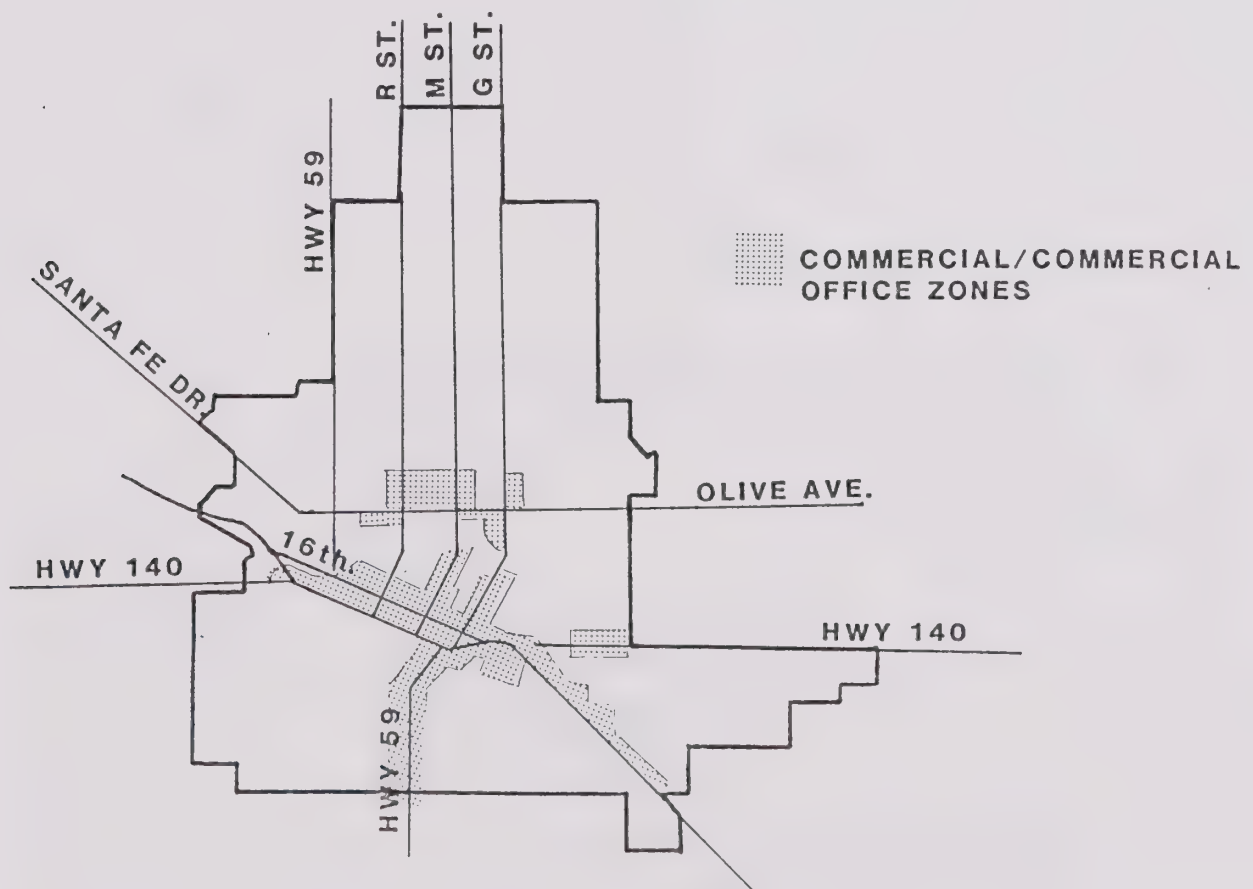 R ST.
M ST.
G ST.
HWY 59
SANTA FE DR.
COMMERCIAL/COMMERCIAL
OFFICE ZONES
OLIVE AVE.
16th.
HWY 140
HWY 140
HWY 59